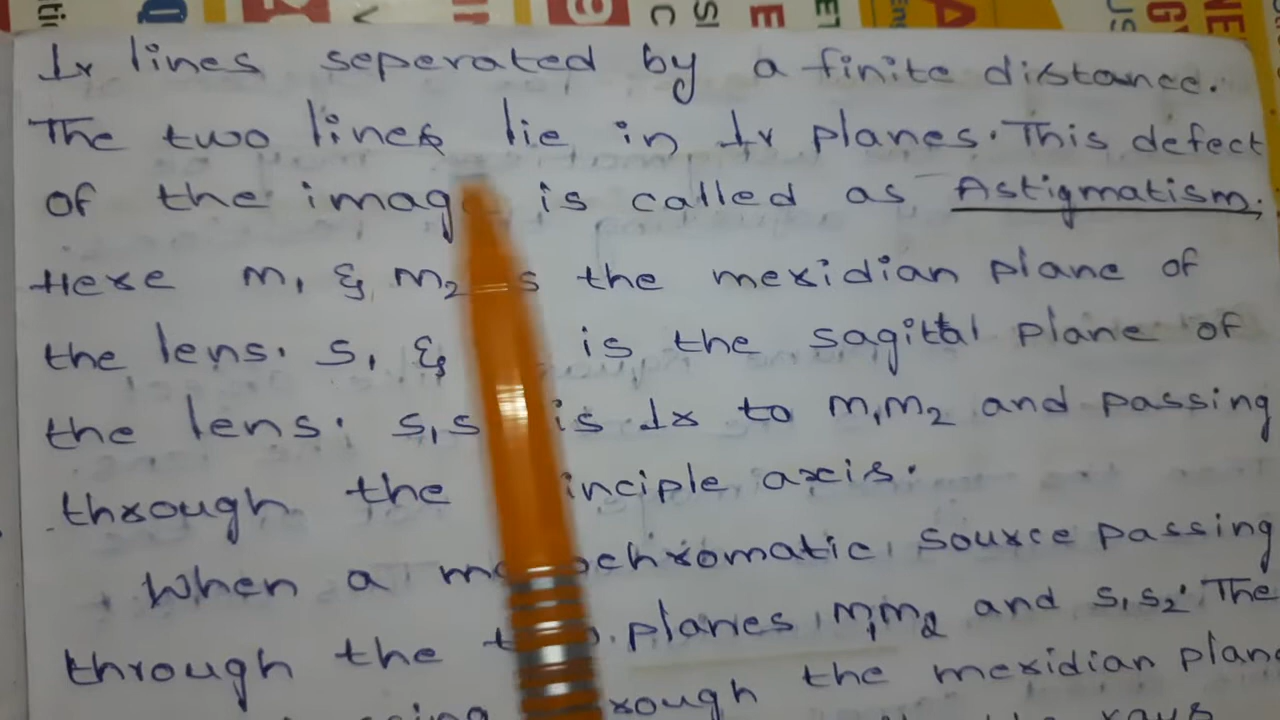 ⊥r lines seperated by a finite distance.
The two lines lie in ⊥r planes. This defect
of the image is called as Astigmatism.
Here m₁ & m₂ is the meridian plane of
the lens. s₁ & is the sagittal plane of
the lens. s₁s is ⊥r to m₁m₂ and passing
through the inciple axis.
When a mo ochromatic source passing
through the t planes m₁m₂ and s₁s₂. The
rough the meridian plane
rays